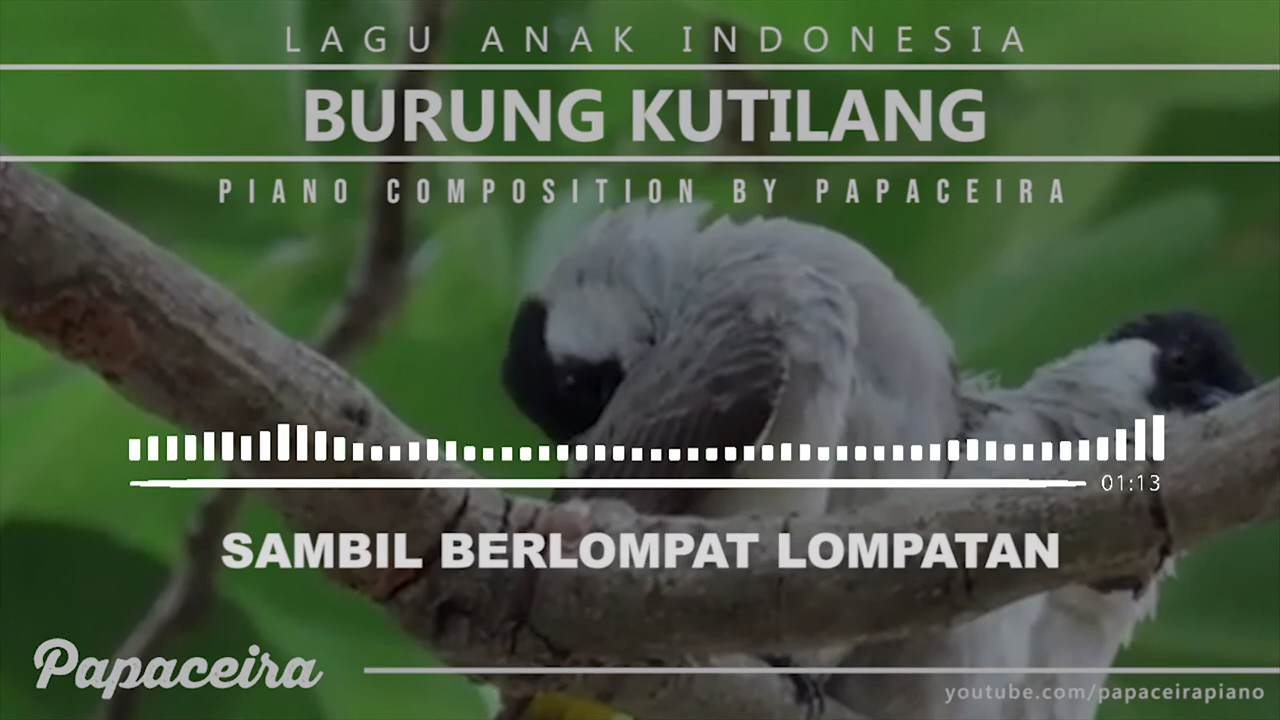 LAGU ANAK INDONESIA
BURUNG KUTILANG
PIANO COMPOSITION BY PAPACEIRA
01:13
SAMBIL BERLOMPAT LOMPATAN
Papaceira
youtube.com/papaceirapiano